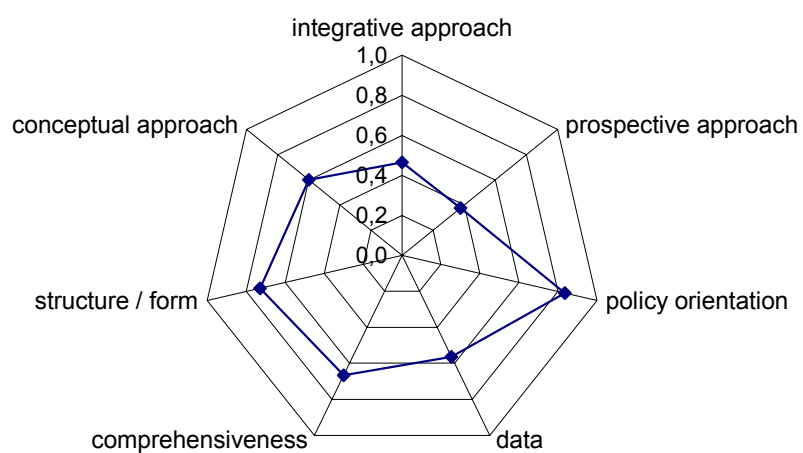 integrative approach
1,0
0,8
0,6
0,4
0,2
0,0
conceptual approach
prospective approach
structure / form
policy orientation
comprehensiveness
data